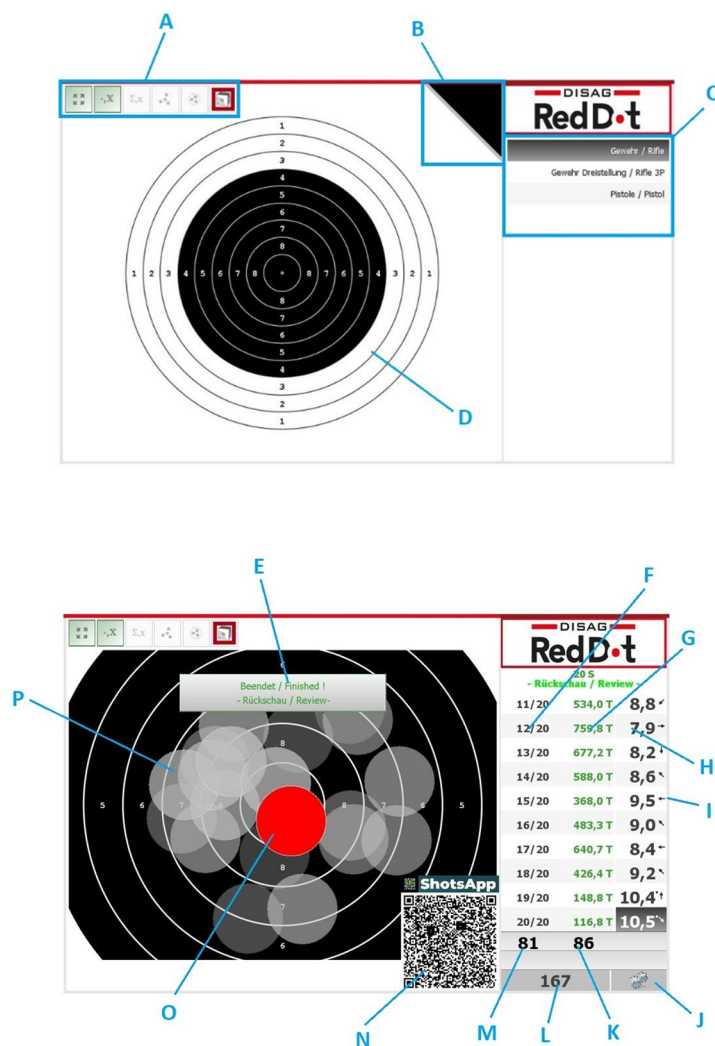 A
B
C
·,X
Σ,x
DISAG
RedD·t
Gewehr / Rifle
Gewehr Dreistellung / Rifle 3P
Pistole / Pistol
1
2
3
4
5
6
7
8
1 2 3 4 5 6 7 8 8 7 6 5 4 3 2 1
8
7
6
5
4
3
2
1
D
E
F
G
H
I
P
·,X
Σ,x
DISAG
RedD·t
20 S
- Rückschau / Review -
Beendet / Finished !
- Rückschau / Review-
6
8
5 6 7 8 7 6 5
8
7
6
11/20 534,0 T 8,8
12/20 759,8 T 7,9
13/20 677,2 T 8,2
14/20 588,0 T 8,6
15/20 368,0 T 9,5
16/20 483,3 T 9,0
17/20 640,7 T 8,4
18/20 426,4 T 9,2
19/20 148,8 T 10,4
20/20 116,8 T 10,5
81 86
167
ShotsApp
O
N
M
L
K
J